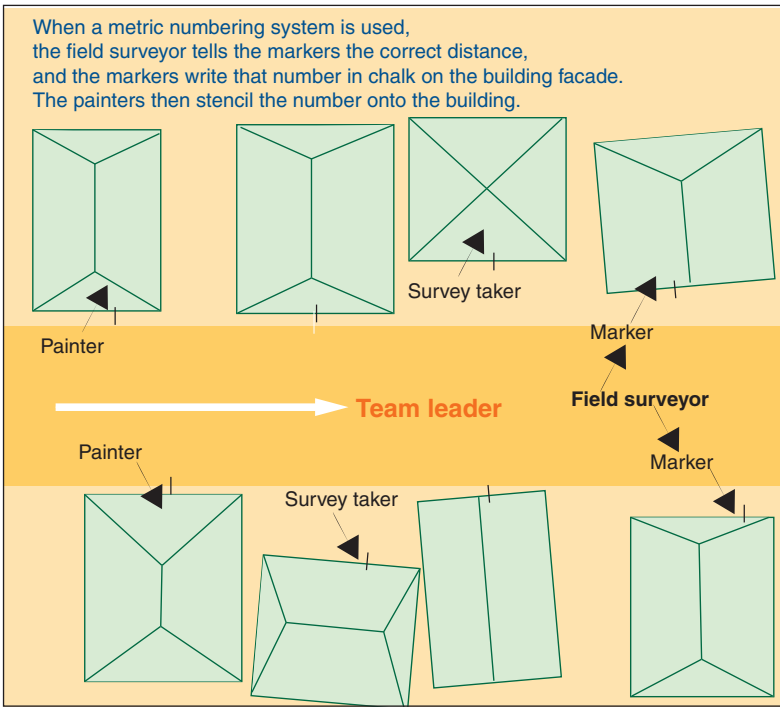 When a metric numbering system is used,
the field surveyor tells the markers the correct distance,
and the markers write that number in chalk on the building facade.
The painters then stencil the number onto the building.
Survey taker
Marker
Painter
Field surveyor
Team leader
Painter
Marker
Survey taker